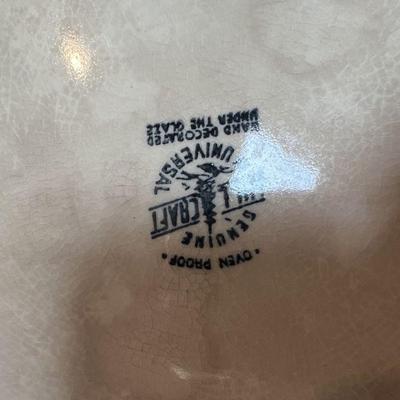 • OVEN PROOF •
GENUINE
CRAFT
UNIVERSAL
HAND DECORATED
UNDER THE GLAZE